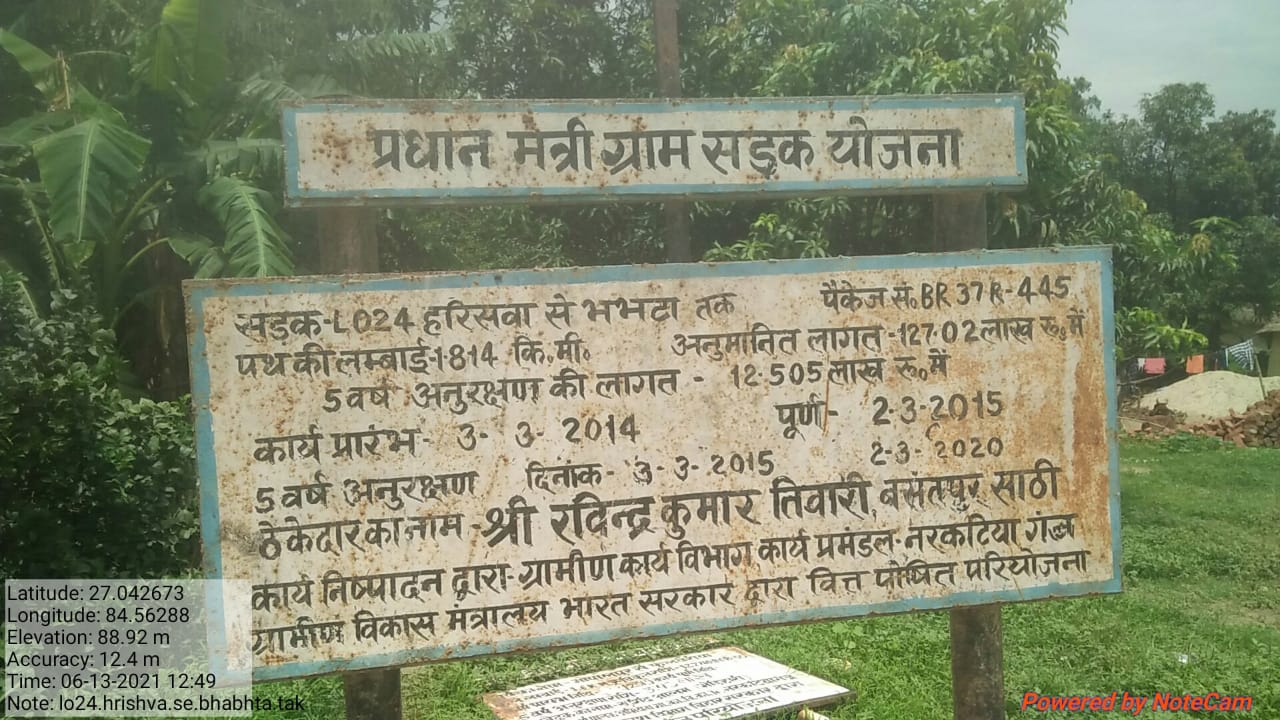 प्रधान मत्री ग्राम सड़क योजना
सड़क-L024 हरिसवा से भभटा तक पैकेज सं. BR 37 R-445
पथ की लम्बाई-1.814 कि.मी. अनुमानित लागत-127.02 लाख रू. में
5 वर्ष अनुरक्षण की लागत - 12.505 लाख रू. में
कार्य प्रारंभ- 3-3-2014 पूर्ण- 2-3-2015
5 वर्ष अनुरक्षण दिनांक- 3-3-2015 2-3-2020
ठेकेदार का नाम-श्री रविन्द्र कुमार तिवारी, बसंतपुर साठी
कार्य निष्पादन द्वारा-ग्रामीण कार्य विभाग, कार्य प्रमंडल-नरकटिया गंज
ग्रामीण विकास मंत्रालय भारत सरकार द्वारा वित्त पोषित परियोजना
Latitude: 27.042673
Longitude: 84.56288
Elevation: 88.92 m
Accuracy: 12.4 m
Time: 06-13-2021 12:49
Note: lo24.hrishva.se.bhabhta.tak
Powered by NoteCam